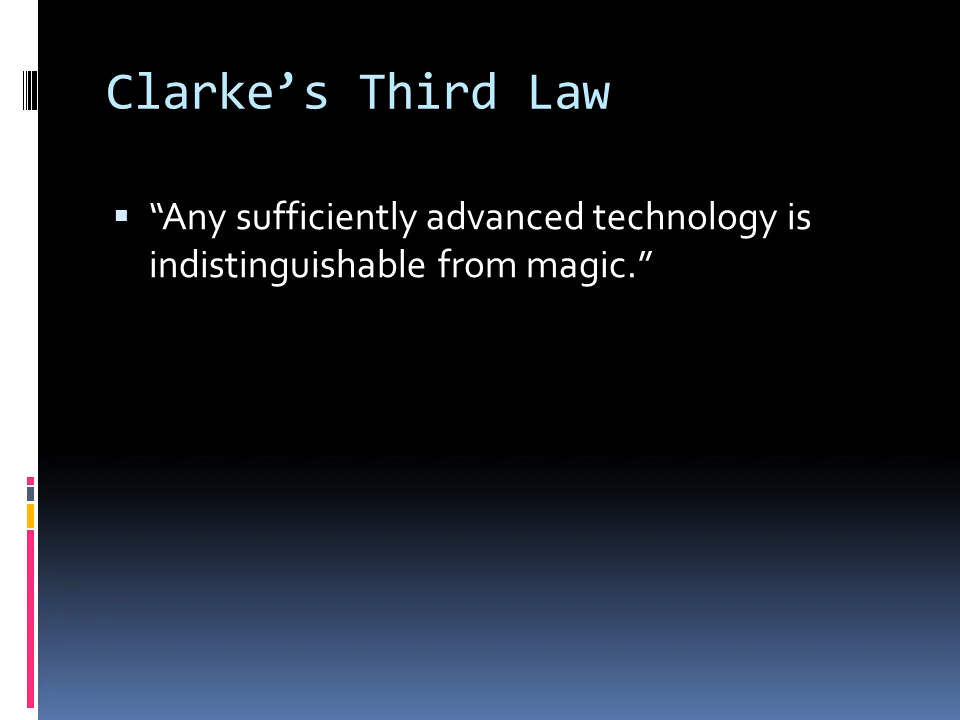 Clarke’s Third Law
▪ “Any sufficiently advanced technology is
indistinguishable from magic.”